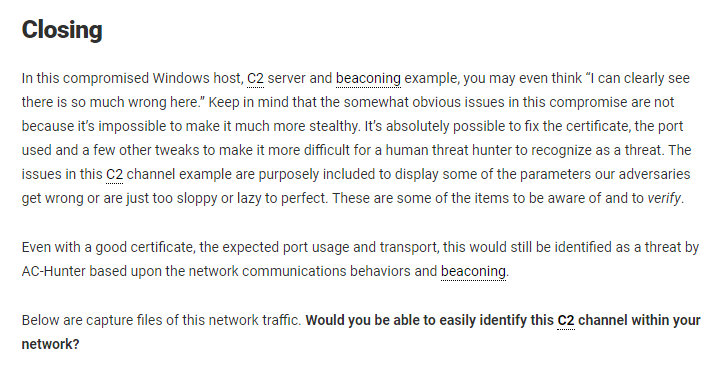 Closing
In this compromised Windows host, C2 server and beaconing example, you may even think “I can clearly see
there is so much wrong here.” Keep in mind that the somewhat obvious issues in this compromise are not
because it’s impossible to make it much more stealthy. It’s absolutely possible to fix the certificate, the port
used and a few other tweaks to make it more difficult for a human threat hunter to recognize as a threat. The
issues in this C2 channel example are purposely included to display some of the parameters our adversaries
get wrong or are just too sloppy or lazy to perfect. These are some of the items to be aware of and to verify.
Even with a good certificate, the expected port usage and transport, this would still be identified as a threat by
AC-Hunter based upon the network communications behaviors and beaconing.
Below are capture files of this network traffic. Would you be able to easily identify this C2 channel within your
network?